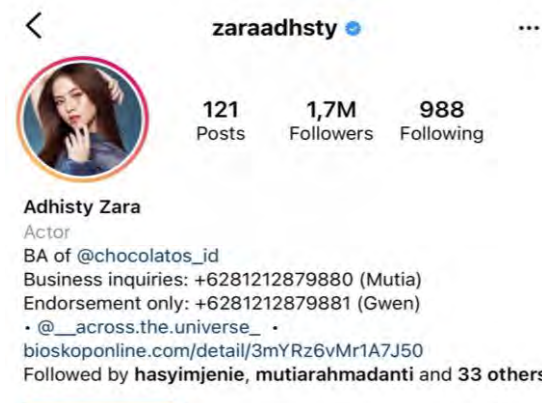 zaraadhsty
121 1,7M 988
Posts Followers Following
Adhisty Zara
Actor
BA of @chocolatos_id
Business inquiries: +6281212879880 (Mutia)
Endorsement only: +6281212879881 (Gwen)
• @__across.the.universe_ •
bioskoponline.com/detail/3mYRz6vMr1A7J50
Followed by hasyimjenie, mutiarahmadanti and 33 others